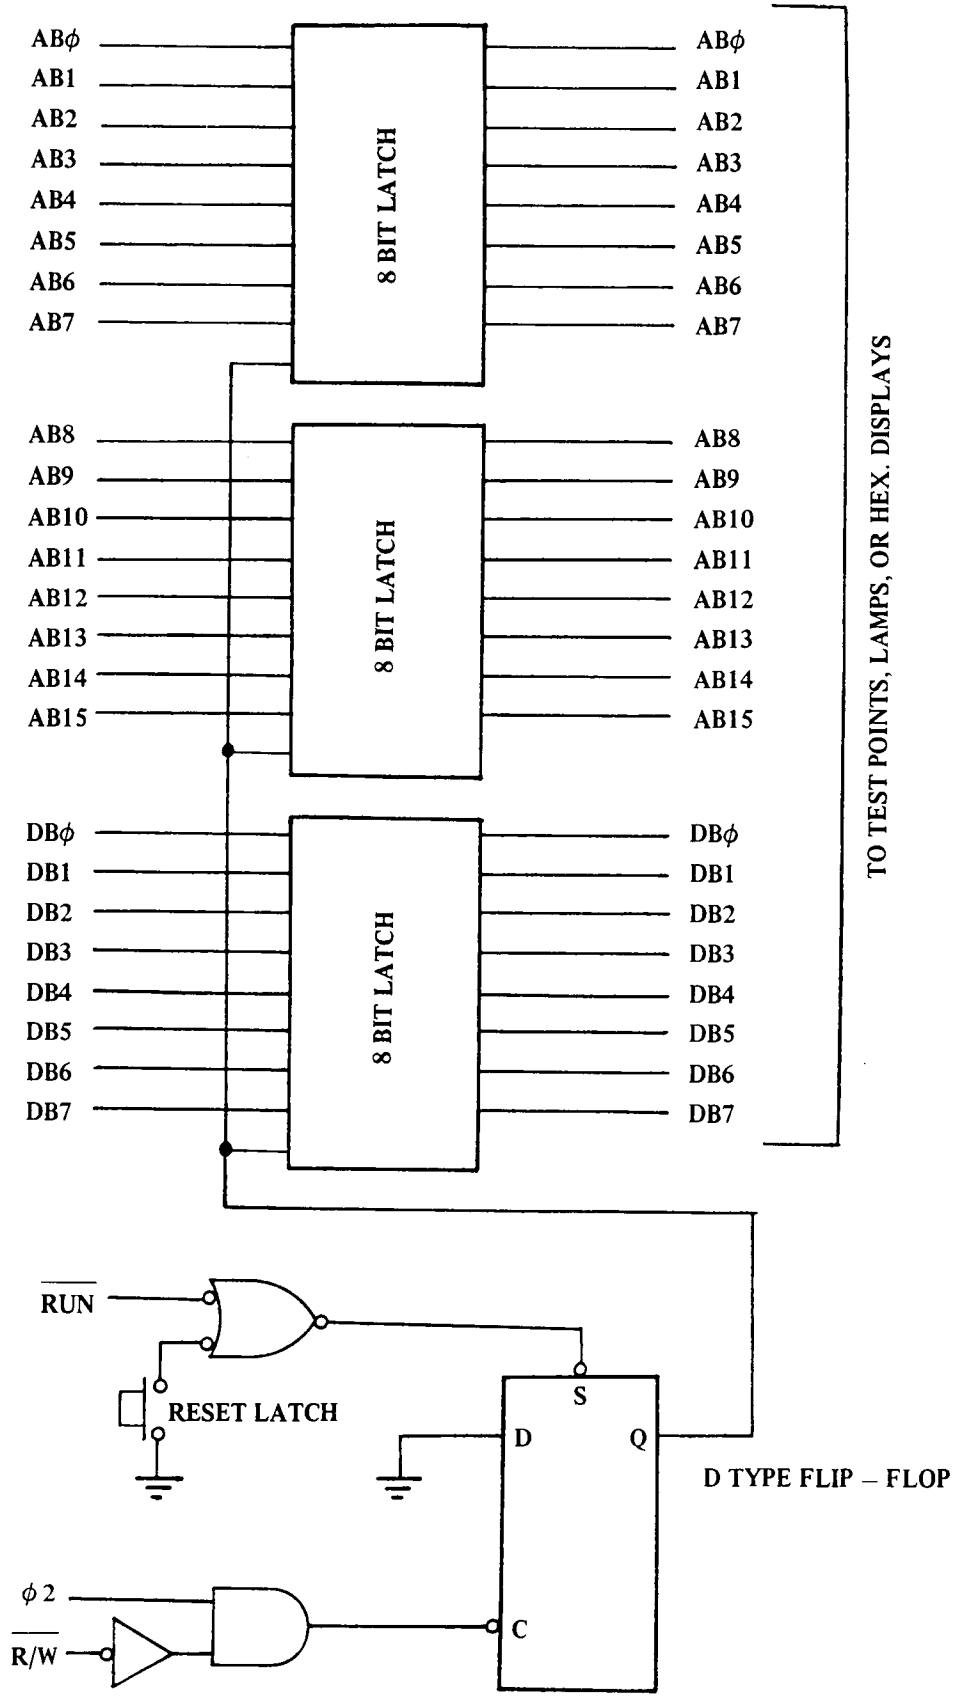 ABϕ
AB1
AB2
AB3
AB4
AB5
AB6
AB7
8 BIT LATCH
ABϕ
AB1
AB2
AB3
AB4
AB5
AB6
AB7
AB8
AB9
AB10
AB11
AB12
AB13
AB14
AB15
8 BIT LATCH
AB8
AB9
AB10
AB11
AB12
AB13
AB14
AB15
DBϕ
DB1
DB2
DB3
DB4
DB5
DB6
DB7
8 BIT LATCH
DBϕ
DB1
DB2
DB3
DB4
DB5
DB6
DB7
TO TEST POINTS, LAMPS, OR HEX. DISPLAYS
R̅U̅N̅
RESET LATCH
S
D
Q
D TYPE FLIP – FLOP
ϕ 2
R̅/̅W̅
C